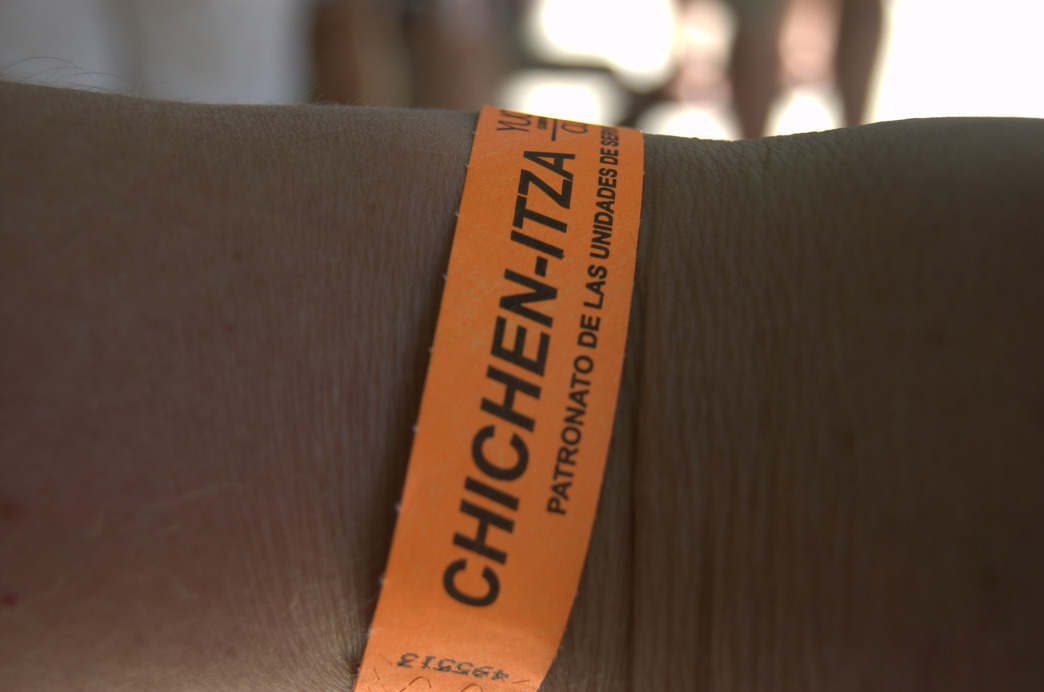 CHICHEN-ITZA
PATRONATO DE LAS UNIDADES DE
495513